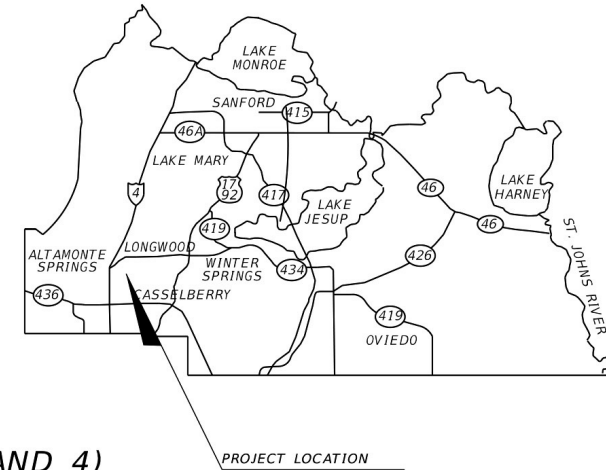 LAKE
MONROE
SANFORD
415
46A
LAKE MARY
17
92
4
417
46
LAKE
HARNEY
LAKE
JESUP
419
46
ST. JOHNS RIVER
LONGWOOD
ALTAMONTE
SPRINGS
WINTER
SPRINGS
434
426
436
CASSELBERRY
419
OVIEDO
AND 4)
PROJECT LOCATION